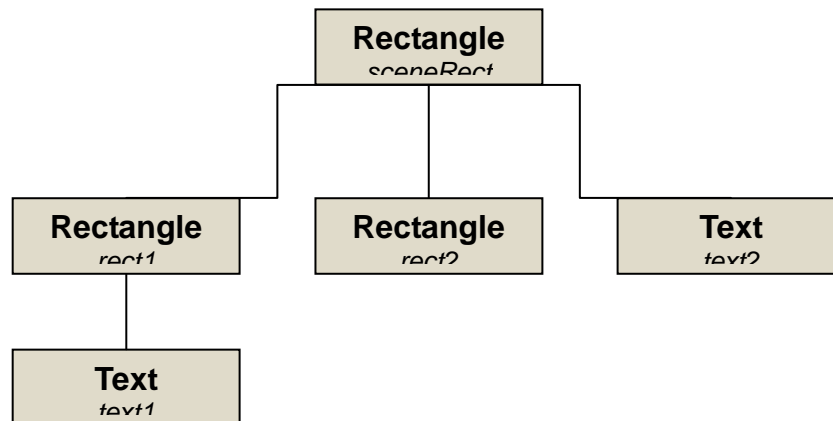 Rectangle
sceneRect
Rectangle
rect1
Rectangle
rect2
Text
text2
Text
text1